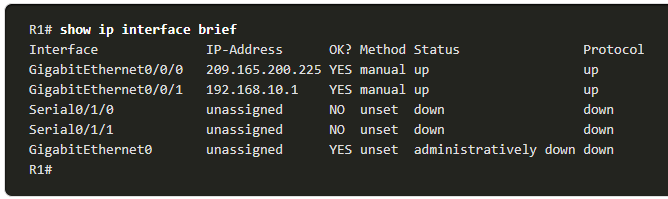 R1# show ip interface brief
Interface              IP-Address      OK? Method Status                Protocol
GigabitEthernet0/0/0   209.165.200.225 YES manual up                    up
GigabitEthernet0/0/1   192.168.10.1    YES manual up                    up
Serial0/1/0            unassigned      NO  unset  down                  down
Serial0/1/1            unassigned      NO  unset  down                  down
GigabitEthernet0       unassigned      YES unset  administratively down down
R1#